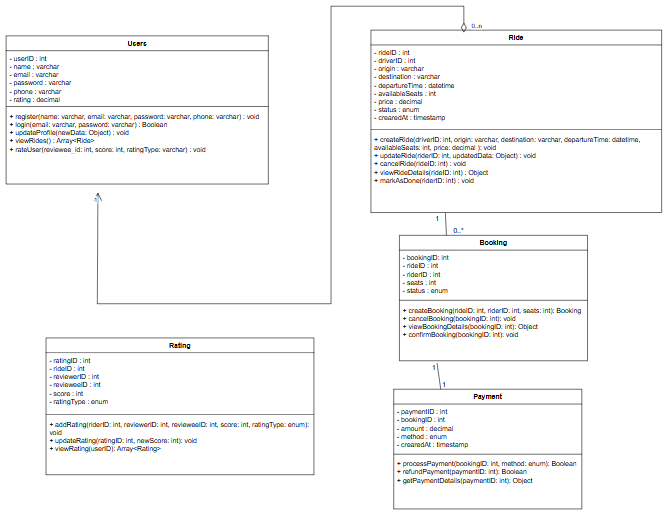 Users
- userID : int
- name : varchar
- email : varchar
- password : varchar
- phone : varchar
- rating : decimal
+ register(name: varchar, email: varchar, password: varchar, phone: varchar) : void
+ login(email: varchar, password: varchar) : Boolean
+ updateProfile(newData: Object) : void
+ viewRides() : Array<Ride>
+ rateUser(reviewee_id: int, score: int, ratingType: varchar) : void
1
0..n
Ride
- rideID : int
- driverID : int
- origin : varchar
- destination : varchar
- departureTime : datetime
- availableSeats : int
- price : decimal
- status : enum
- crearedAt : timestamp
+ createRide(driverID: int, origin: varchar, destination: varchar, departureTime: datetime,
availableSeats: int, price: decimal ): void
+ updateRide(riderID: int, updatedData: Object) : void
+ cancelRide(rideID: int) : void
+ viewRideDetails(rideID: int) : Object
+ markAsDone(riderID: int) : void
1
0..*
Booking
- bookingID: int
- rideID : int
- riderID : int
- seats : int
- status : enum
+ createBooking(rideID: int, riderID: int, seats: int): Booking
+ cancelBooking(bookingID: int): void
+ viewBookingDetails(bookingID: int): Object
+ confirmBooking(bookingID: int): void
1
1
Payment
- paymentID : int
- bookingID : int
- amount : decimal
- method : enum
- crearedAt : timestamp
+ processPayment(bookingID: int, method: enum): Boolean
+ refundPayment(paymentID: int): Boolean
+ getPaymentDetails(paymentID: int): Object
Rating
- ratingID : int
- rideID : int
- reviewerID : int
- revieweeID : int
- score : int
- ratingType : enum
+ addRating(riderID: int, reviewerID: int, revieweeID: int, score: int, ratingType: enum):
void
+ updateRating(ratingID: int, newScore: int): void
+ viewRating(userID): Array<Rating>